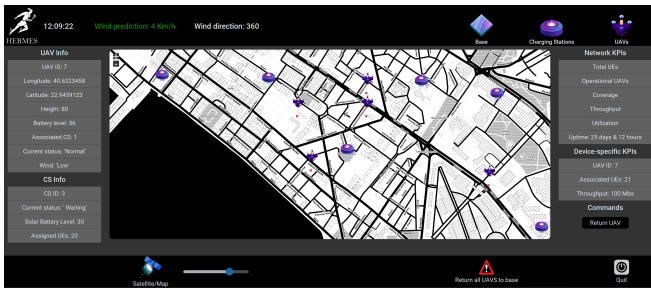 12:09:22
Wind prediction: 4 Km/h
Wind direction: 360
HERMES
Base
Charging Stations
UAVs
UAV Info
UAV ID: 7
Longitude: 40.6323458
Latitude: 22.9459123
Height: 80
Battery level: 56
Associated CS: 1
Current status: 'Normal'
Wind: 'Low'
CS Info
CS ID: 3
Current status: ' Waiting'
Solar Battery Level: 30
Assigned UEs: 20
Network KPIs
Total UEs
Operational UAVs
Coverage
Throughput
Utilization
Uptime: 25 days & 12 hours
Device-specific KPIs
UAV ID: 7
Associated UEs: 21
Throughput: 100 Mbs
Commands
Return UAV
Satellite/Map
Return all UAVS to base
Quit